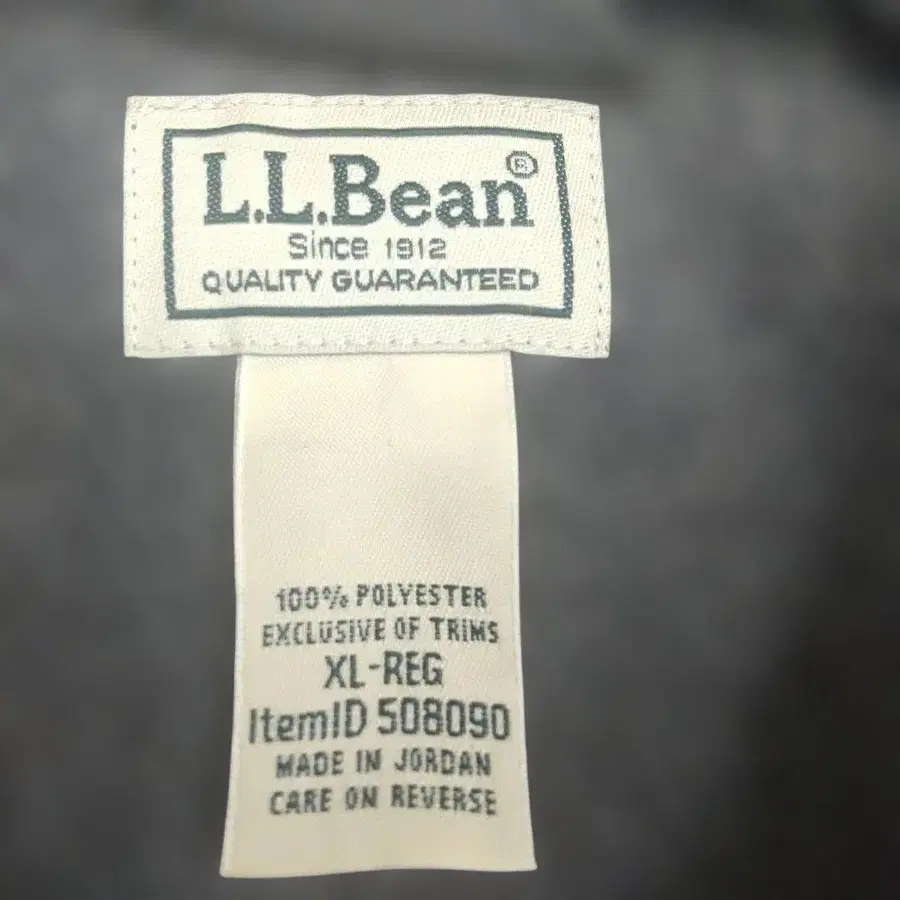 L.L.Bean®
Since 1912
QUALITY GUARANTEED
100% POLYESTER
EXCLUSIVE OF TRIMS
XL-REG
ItemID 508090
MADE IN JORDAN
CARE ON REVERSE